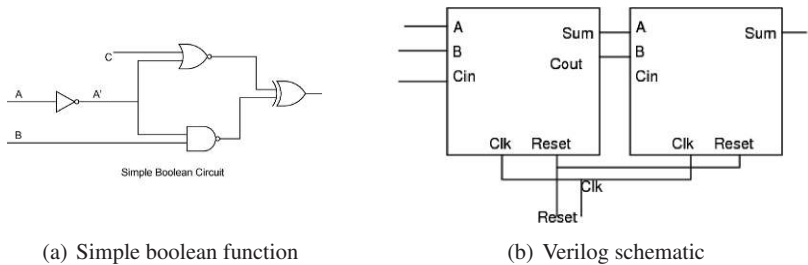 C
A
A'
B
Simple Boolean Circuit
(a) Simple boolean function
A
Sum
B
Cout
Cin
Clk Reset
A
Sum
B
Cin
Clk Reset
Clk
Reset
(b) Verilog schematic